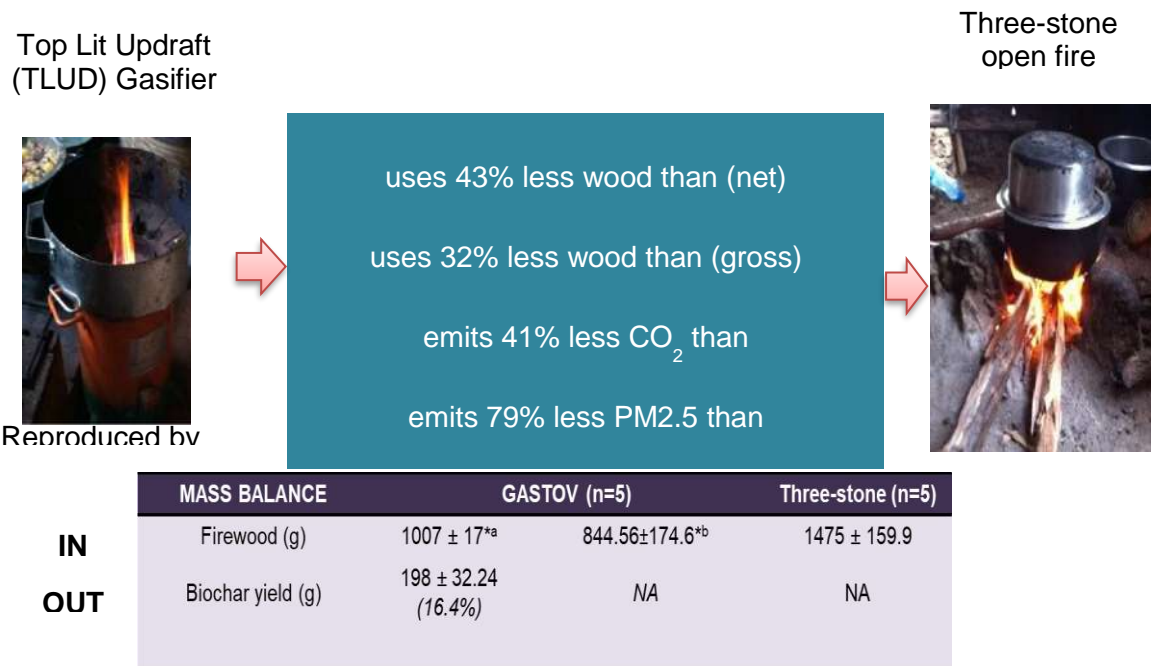 Top Lit Updraft
(TLUD) Gasifier
Three-stone
open fire
uses 43% less wood than (net)
uses 32% less wood than (gross)
emits 41% less CO2 than
emits 79% less PM2.5 than
Reproduced by
MASS BALANCE GASTOV (n=5) Three-stone (n=5)
IN Firewood (g) 1007 ± 17*a 844.56±174.6*b 1475 ± 159.9
OUT Biochar yield (g) 198 ± 32.24 NA NA
(16.4%)